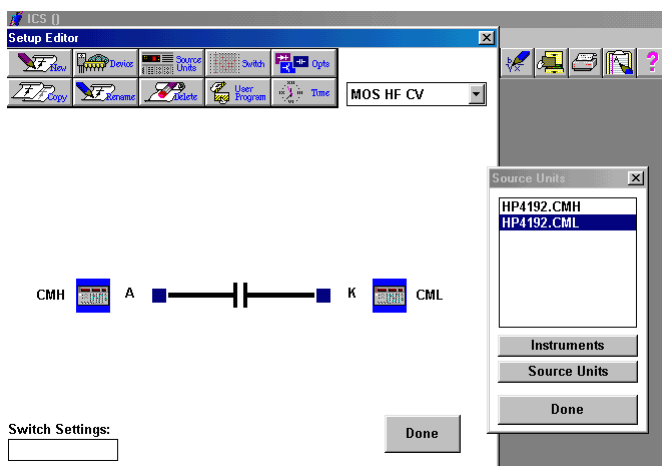 ICS ()
Setup Editor
New Device Source Units Switch Opts
Copy Rename Delete User Program Time
MOS HF CV
Source Units
HP4192.CMH
HP4192.CML
CMH A K CML
Instruments
Source Units
Done
Switch Settings:
Done